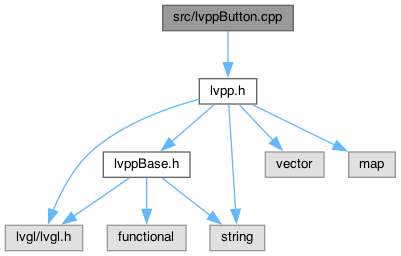 src/lvppButton.cpp
lvpp.h
lvppBase.h
vector
map
lvgl/lvgl.h
functional
string